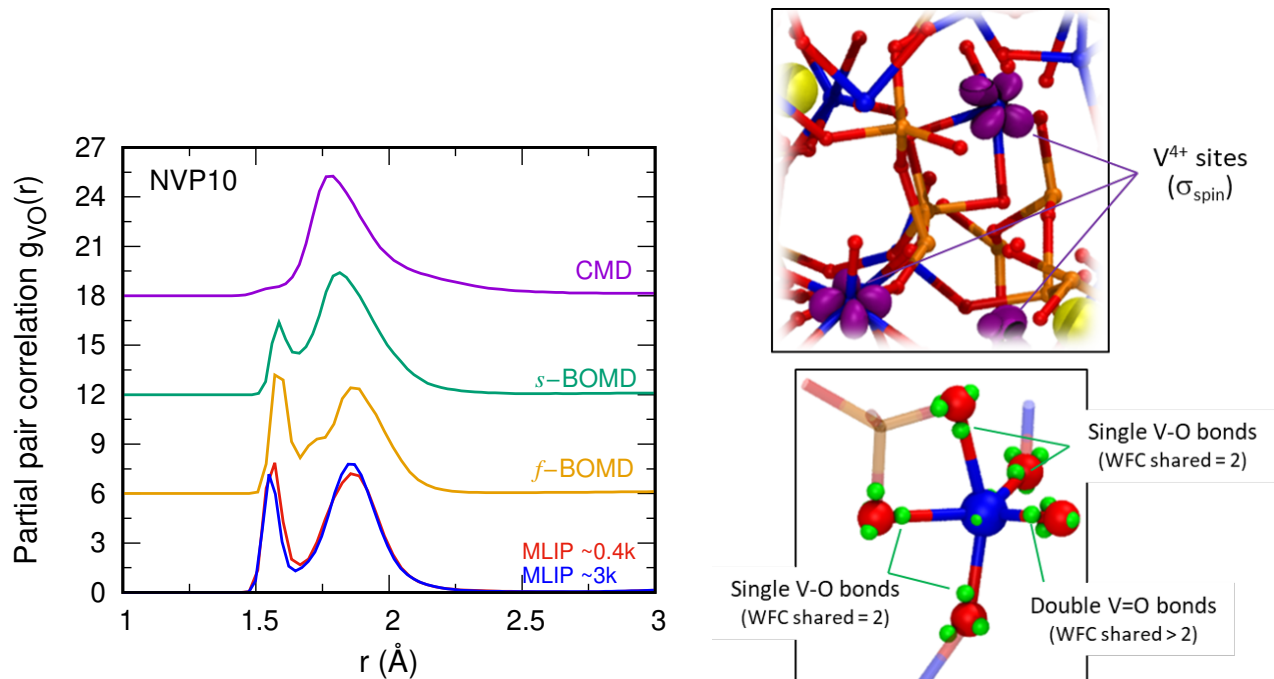 Partial pair correlation gVO(r)
27
24
21
18
15
12
9
6
3
0
NVP10
CMD
s-BOMD
f-BOMD
MLIP ~0.4k
MLIP ~3k
1
1.5
2
2.5
3
r (Å)
V4+ sites
(σspin)
Single V-O bonds
(WFC shared = 2)
Single V-O bonds
(WFC shared = 2)
Double V=O bonds
(WFC shared > 2)